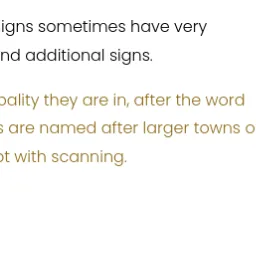 igns sometimes have very
nd additional signs.
pality they are in, after the word
s are named after larger towns o
ot with scanning.